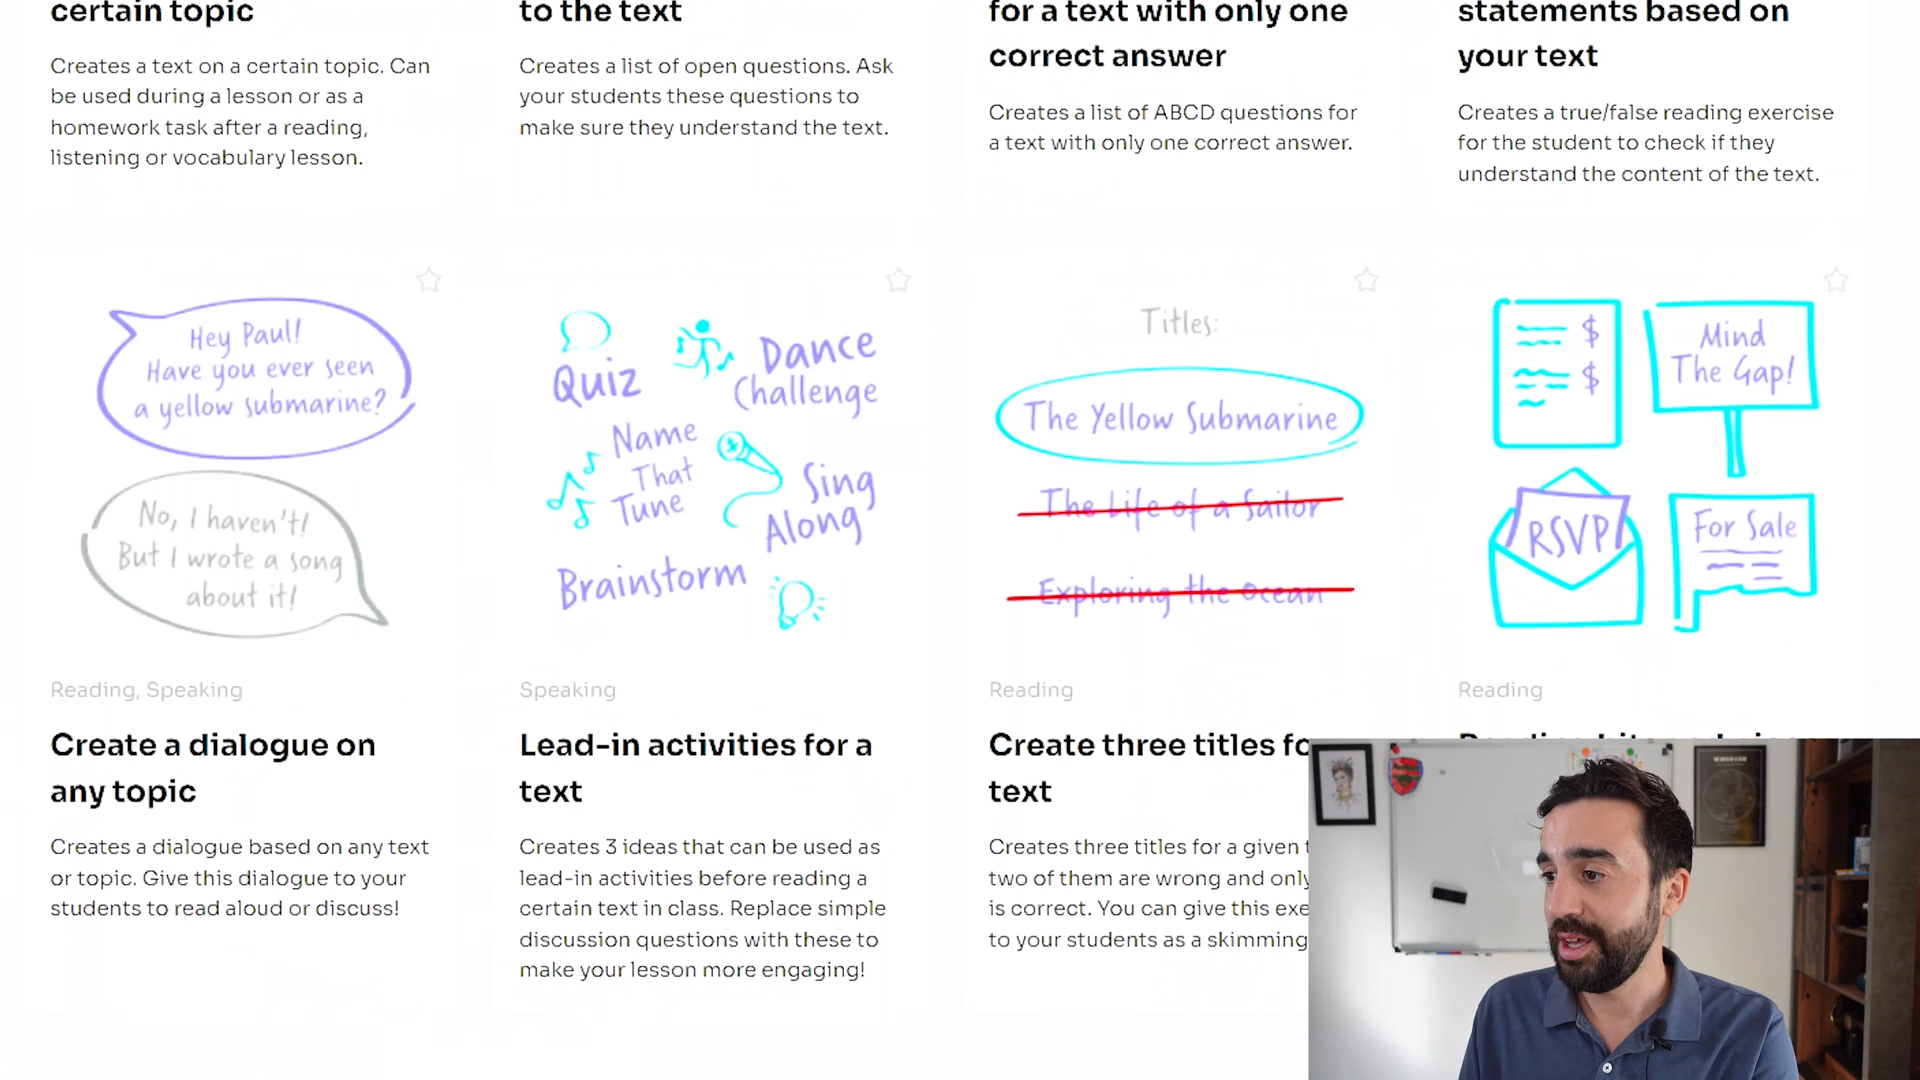 certain topic
Creates a text on a certain topic. Can
be used during a lesson or as a
homework task after a reading,
listening or vocabulary lesson.
to the text
Creates a list of open questions. Ask
your students these questions to
make sure they understand the text.
for a text with only one
correct answer
Creates a list of ABCD questions for
a text with only one correct answer.
statements based on
your text
Creates a true/false reading exercise
for the student to check if they
understand the content of the text.
Hey Paul!
Have you ever seen
a yellow submarine?
No, I haven't!
But I wrote a song
about it!
Reading, Speaking
Create a dialogue on
any topic
Creates a dialogue based on any text
or topic. Give this dialogue to your
students to read aloud or discuss!
Quiz
Dance
Challenge
Name
That
Tune
Sing
Along
Brainstorm
Speaking
Lead-in activities for a
text
Creates 3 ideas that can be used as
lead-in activities before reading a
certain text in class. Replace simple
discussion questions with these to
make your lesson more engaging!
Titles:
The Yellow Submarine
The Life of a Sailor
Exploring the Ocean
Reading
Create three titles fo
text
Creates three titles for a given
two of them are wrong and only
is correct. You can give this exe
to your students as a skimming
$
$
Mind
The Gap!
RSVP
For Sale
Reading